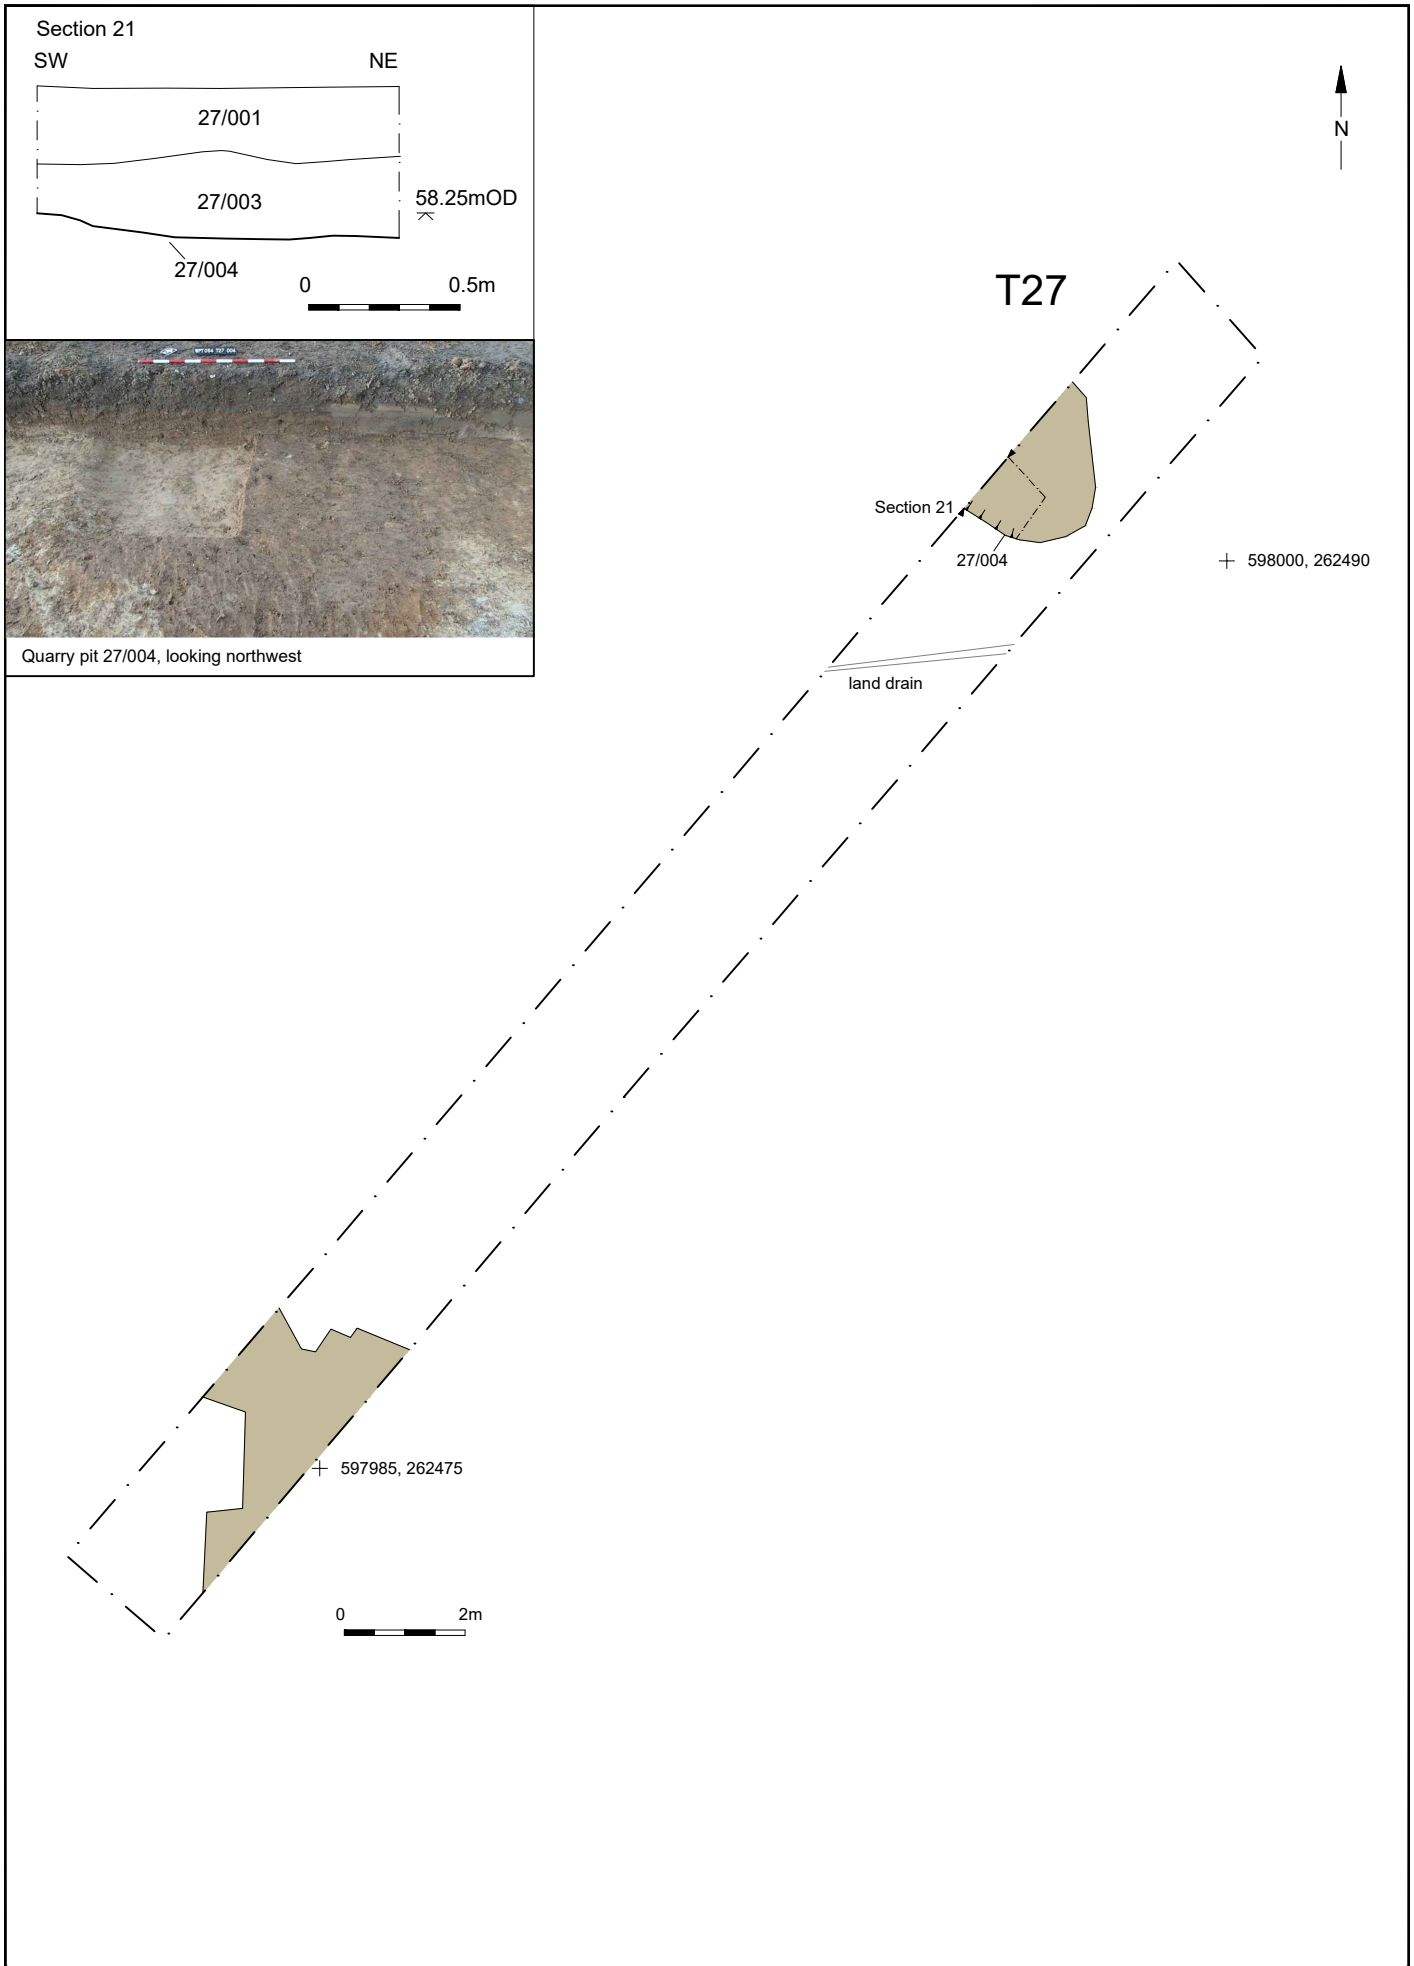 Section 21
SW NE
27/001
27/003
58.25mOD
27/004
0 0.5m
Quarry pit 27/004, looking northwest
N
T27
Section 21
27/004
598000, 262490
land drain
597985, 262475
0 2m